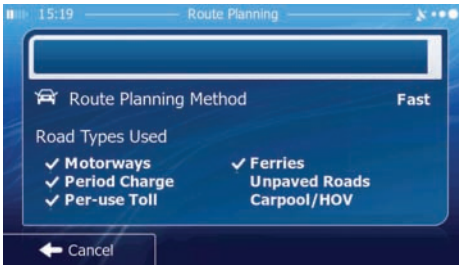 15:19 Route Planning
Route Planning Method Fast
Road Types Used
✓ Motorways ✓ Ferries
✓ Period Charge Unpaved Roads
✓ Per-use Toll Carpool/HOV
Cancel